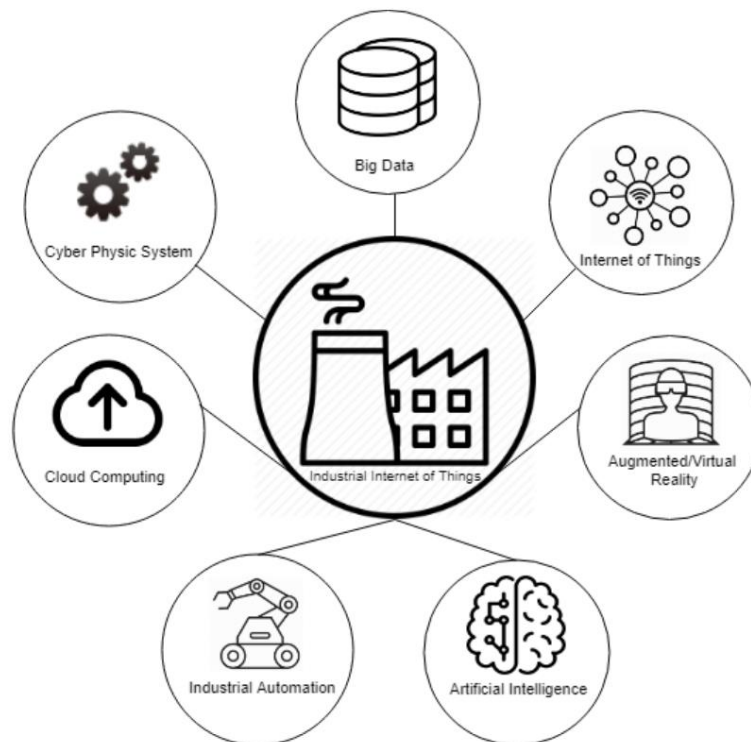 Big Data
Cyber Physic System
Internet of Things
Industrial Internet of Things
Cloud Computing
Augmented/Virtual
Reality
Industrial Automation
Artificial Intelligence